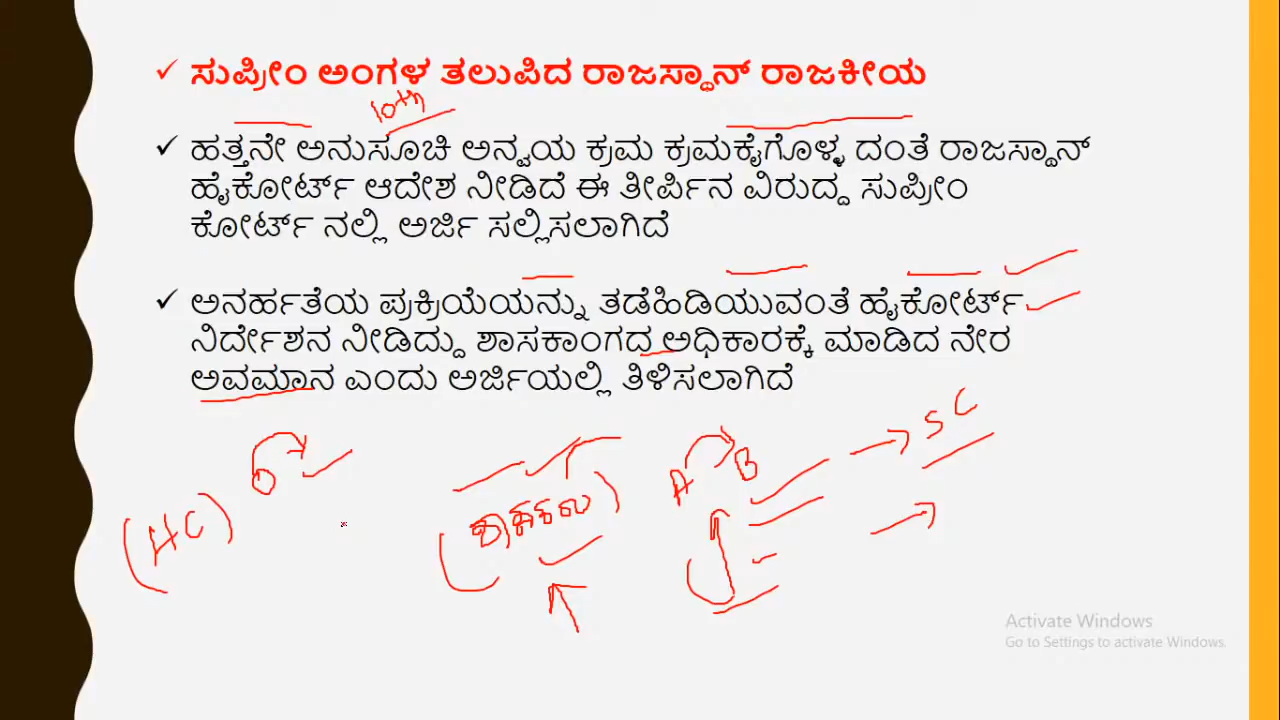 ಸುಪ್ರೀಂ ಅಂಗಳ ತಲುಪಿದ ರಾಜಸ್ಥಾನ್ ರಾಜಕೀಯ
10th
ಹತ್ತನೇ ಅನುಸೂಚಿ ಅನ್ವಯ ಕ್ರಮ ಕ್ರಮಕೈಗೊಳ್ಳ ದಂತೆ ರಾಜಸ್ಥಾನ್
ಹೈಕೋರ್ಟ್ ಆದೇಶ ನೀಡಿದೆ ಈ ತೀರ್ಪಿನ ವಿರುದ್ಧ ಸುಪ್ರೀಂ
ಕೋರ್ಟ್ ನಲ್ಲಿ ಅರ್ಜಿ ಸಲ್ಲಿಸಲಾಗಿದೆ
ಅನರ್ಹತೆಯ ಪ್ರಕ್ರಿಯೆಯನ್ನು ತಡೆಹಿಡಿಯುವಂತೆ ಹೈಕೋರ್ಟ್
ನಿರ್ದೇಶನ ನೀಡಿದ್ದು ಶಾಸಕಾಂಗದ ಅಧಿಕಾರಕ್ಕೆ ಮಾಡಿದ ನೇರ
ಅವಮಾನ ಎಂದು ಅರ್ಜಿಯಲ್ಲಿ ತಿಳಿಸಲಾಗಿದೆ
SC
A B
(HC)
Activate Windows
Go to Settings to activate Windows.